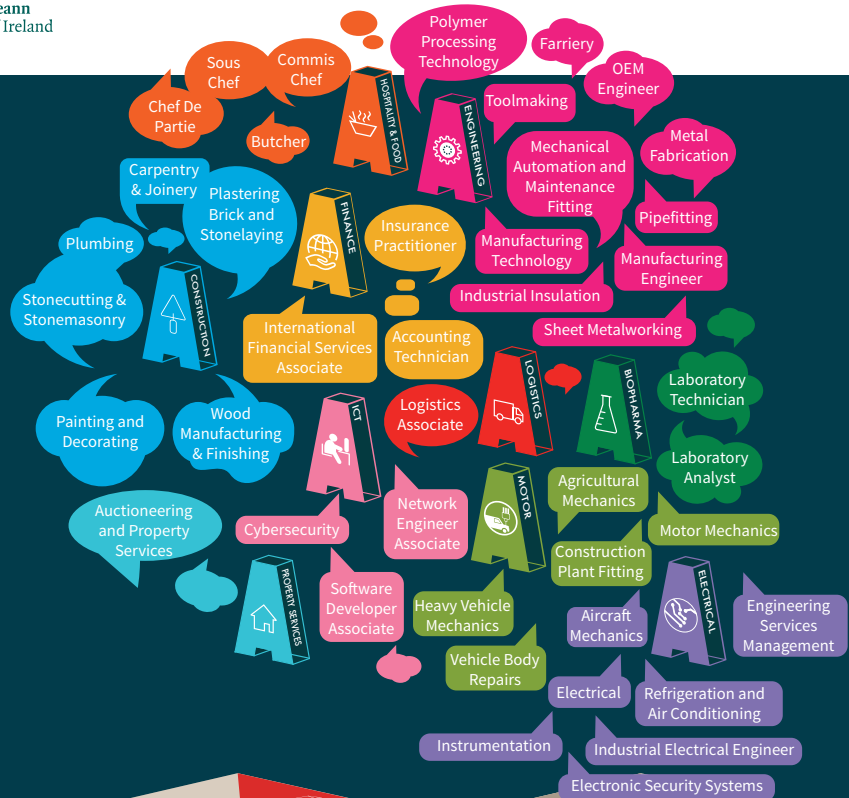 eann
Ireland
Polymer
Processing
Technology
Farriery
OEM
Engineer
Sous
Chef
Commis
Chef
Chef De
Partie
Butcher
HOSPITALITY & FOOD
ENGINEERING
Toolmaking
Mechanical
Automation and
Maintenance
Fitting
Metal
Fabrication
Pipefitting
Manufacturing
Technology
Manufacturing
Engineer
Industrial Insulation
Sheet Metalworking
Carpentry
& Joinery
Plastering
Brick and
Stonelaying
Plumbing
Stonecutting &
Stonemasonry
CONSTRUCTION
Painting and
Decorating
Wood
Manufacturing
& Finishing
FINANCE
Insurance
Practitioner
International
Financial Services
Associate
Accounting
Technician
LOGISTICS
Logistics
Associate
BIOPHARMA
Laboratory
Technician
Laboratory
Analyst
ICT
Cybersecurity
Network
Engineer
Associate
Software
Developer
Associate
MOTOR
Agricultural
Mechanics
Motor Mechanics
Construction
Plant Fitting
Heavy Vehicle
Mechanics
Vehicle Body
Repairs
Auctioneering
and Property
Services
PROPERTY SERVICES
ELECTRICAL
Aircraft
Mechanics
Engineering
Services
Management
Electrical
Refrigeration and
Air Conditioning
Instrumentation
Industrial Electrical Engineer
Electronic Security Systems